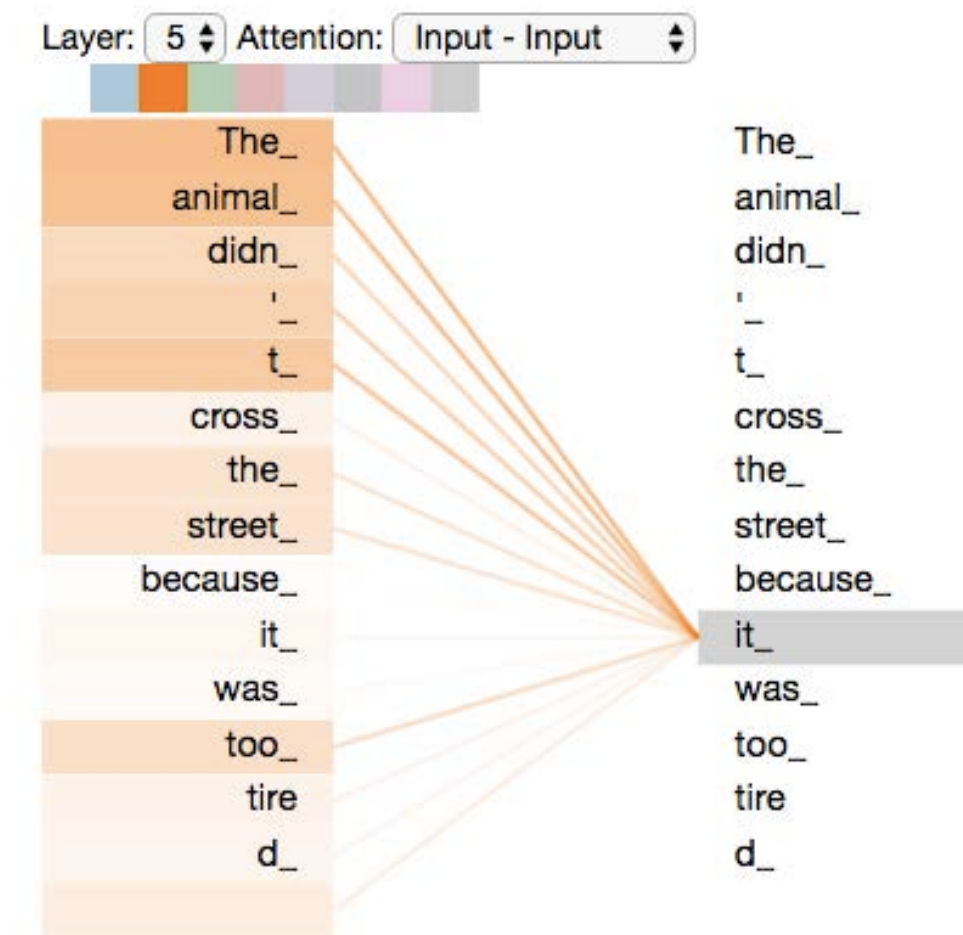 Layer: 5 Attention: Input - Input
The_ The_
animal_ animal_
didn_ didn_
'_ '_
t_ t_
cross_ cross_
the_ the_
street_ street_
because_ because_
it_ it_
was_ was_
too_ too_
tire tire
d_ d_